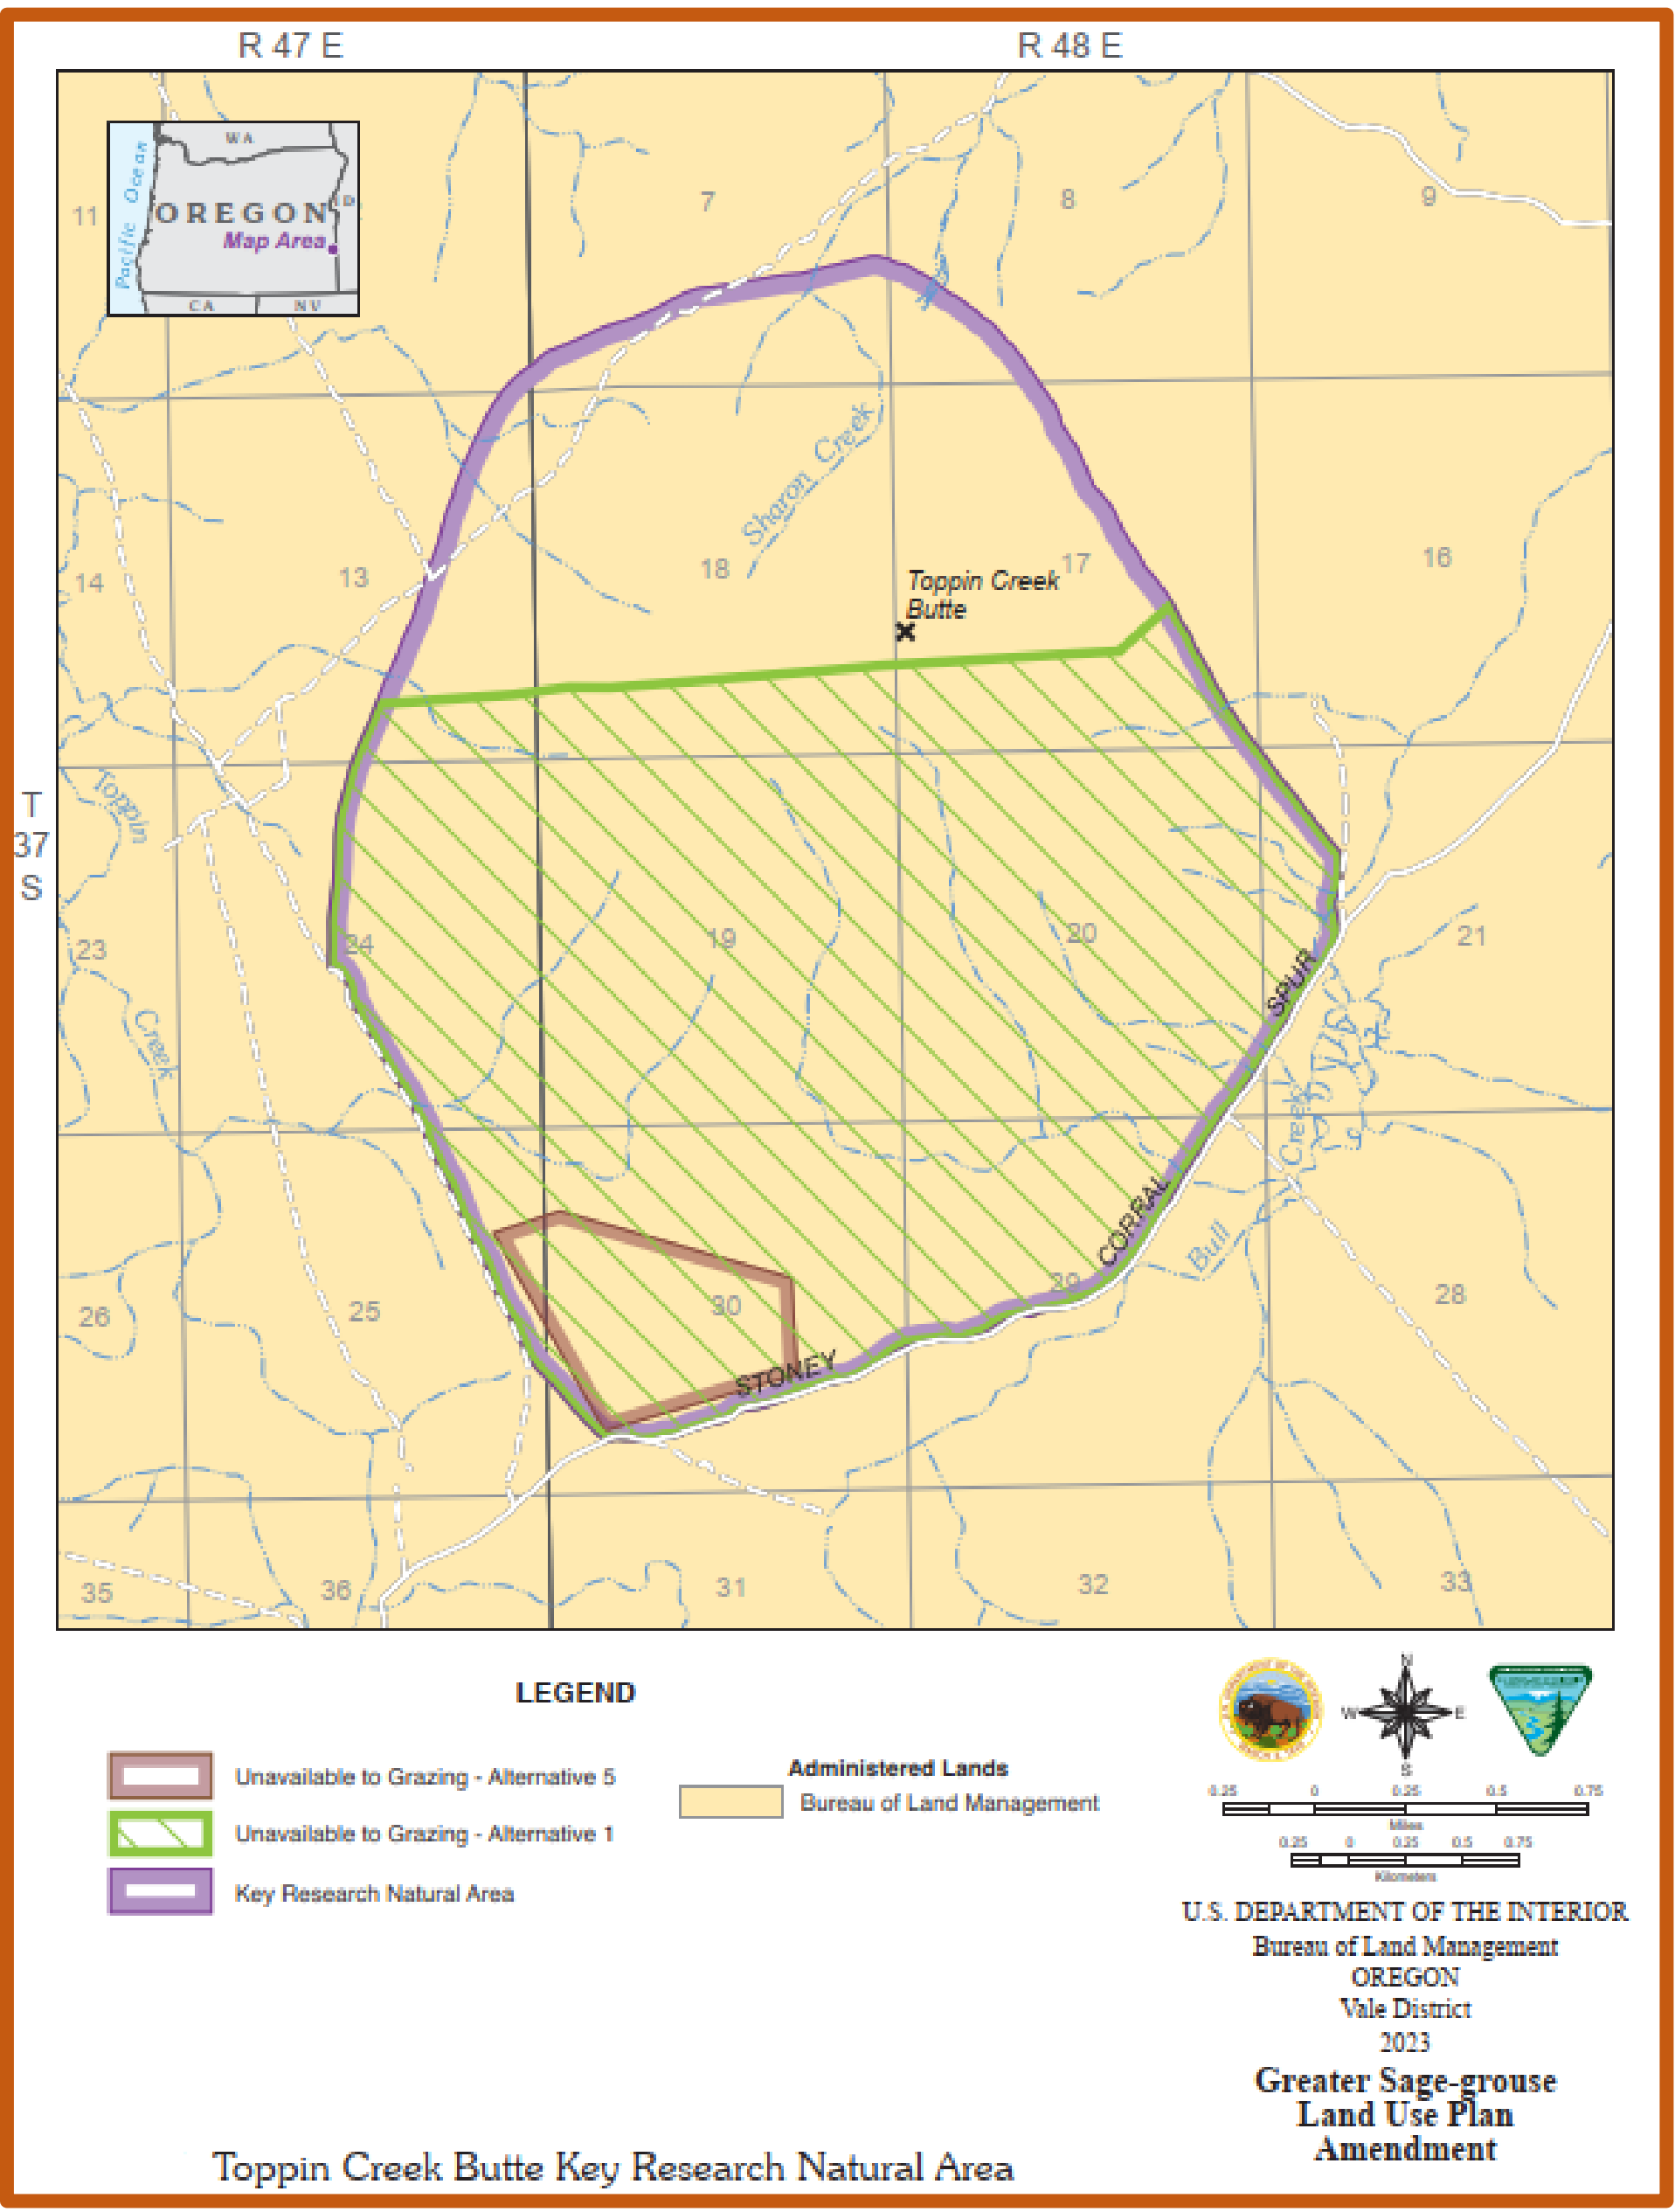 R 47 E
R 48 E
WA
Pacific Ocean
OREGON
Map Area
CA
NV
11
7
8
9
Sharon Creek
14
13
18
17
16
Toppin Creek
Butte
T
37
S
Toppin
Creek
23
24
19
20
21
SPUR
CORRAL
STONEY
Creek
Bull
26
25
30
29
28
35
36
31
32
33
LEGEND
Unavailable to Grazing - Alternative 5
Unavailable to Grazing - Alternative 1
Key Research Natural Area
Administered Lands
Bureau of Land Management
N
W
E
S
0.25 0 0.25 0.5 0.75
Miles
0.25 0 0.25 0.5 0.75
Kilometers
U.S. DEPARTMENT OF THE INTERIOR
Bureau of Land Management
OREGON
Vale District
2023
Greater Sage-grouse
Land Use Plan
Amendment
Toppin Creek Butte Key Research Natural Area